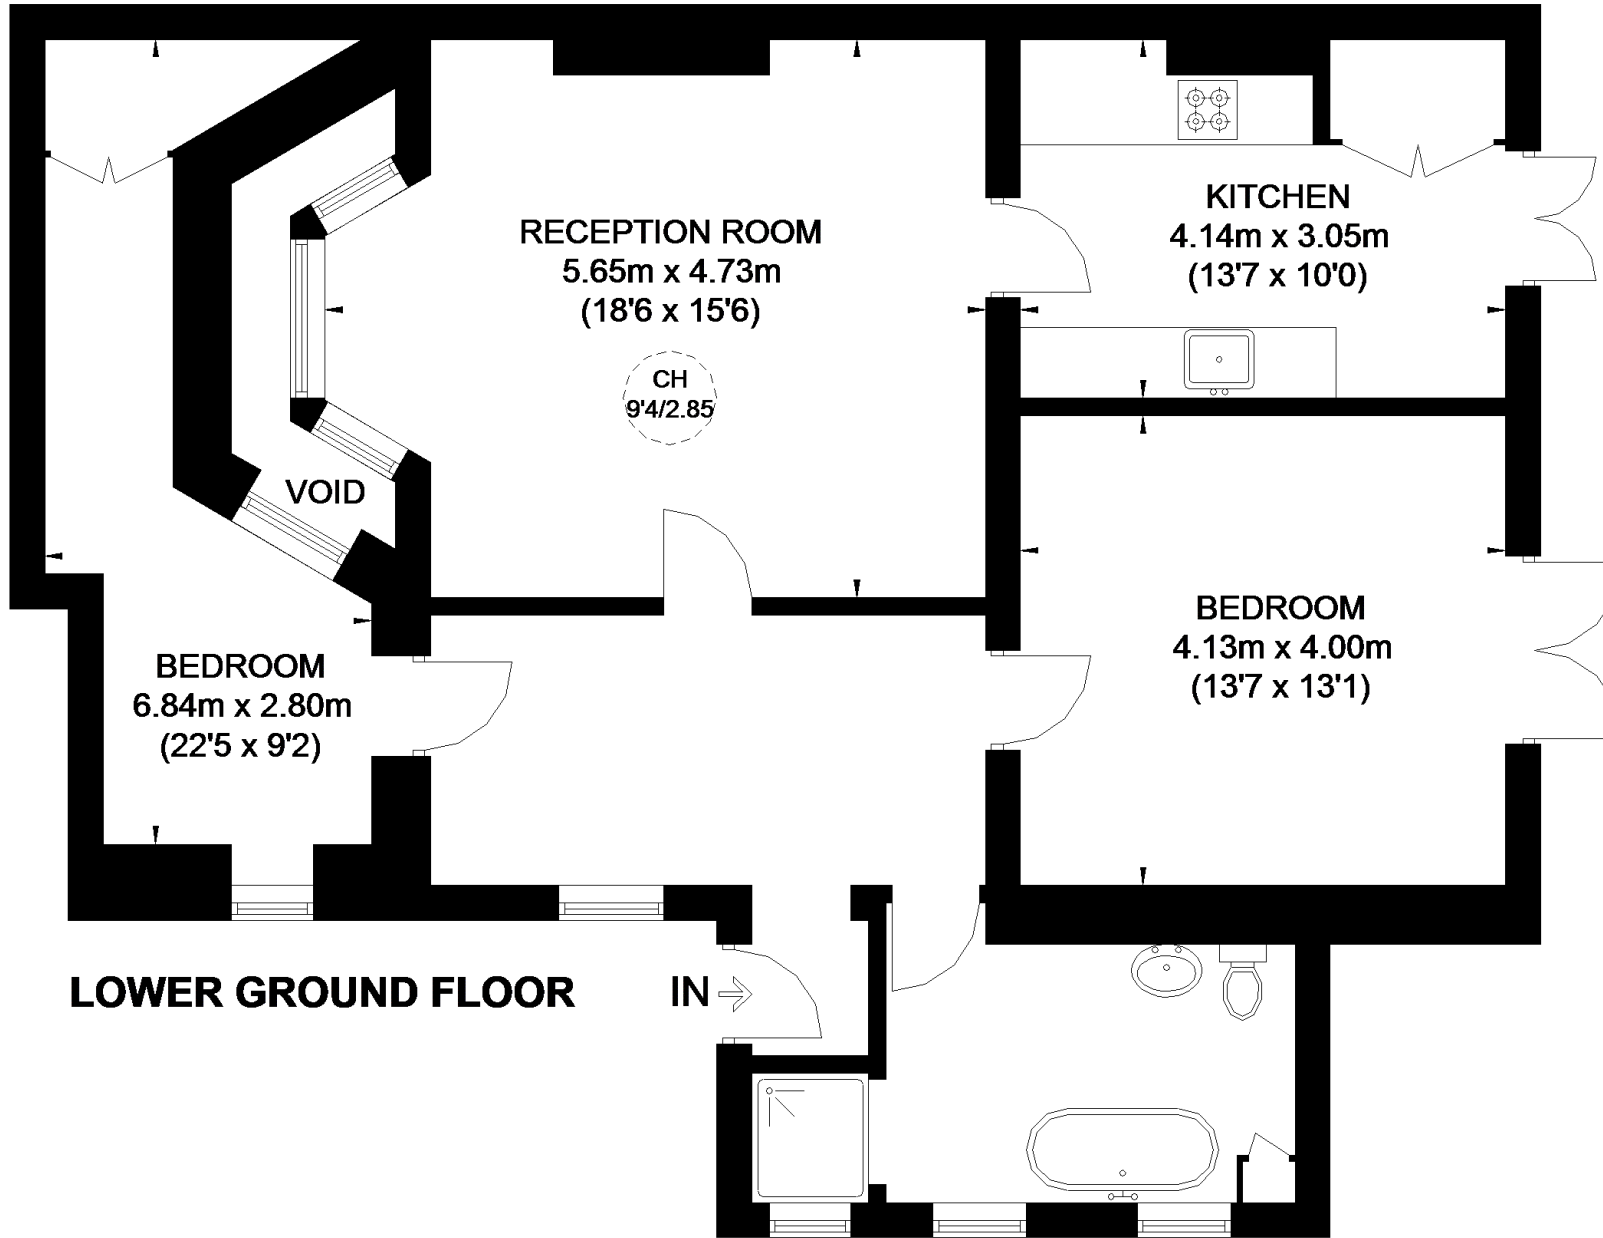 RECEPTION ROOM
5.65m x 4.73m
(18'6 x 15'6)
CH
9'4/2.85
KITCHEN
4.14m x 3.05m
(13'7 x 10'0)
VOID
BEDROOM
6.84m x 2.80m
(22'5 x 9'2)
BEDROOM
4.13m x 4.00m
(13'7 x 13'1)
LOWER GROUND FLOOR
IN